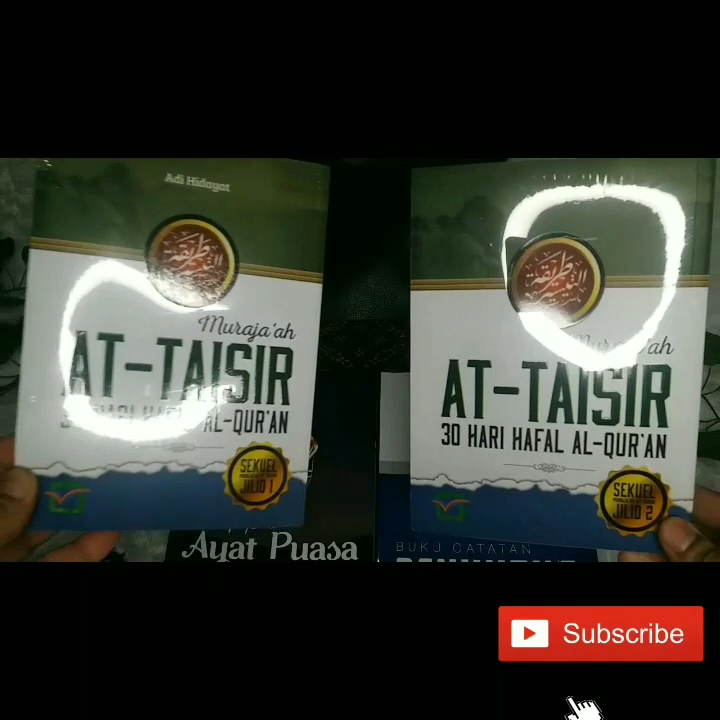 Adi Hidayat
Muraja'ah
AT-TAISIR
HARI AL-QUR'AN
SEKUEL
JILID 1
Muraja'ah
AT-TAISIR
30 HARI HAFAL AL-QUR'AN
SEKUEL
JILID 2
Ayat Puasa
BUKU CATATAN
Subscribe